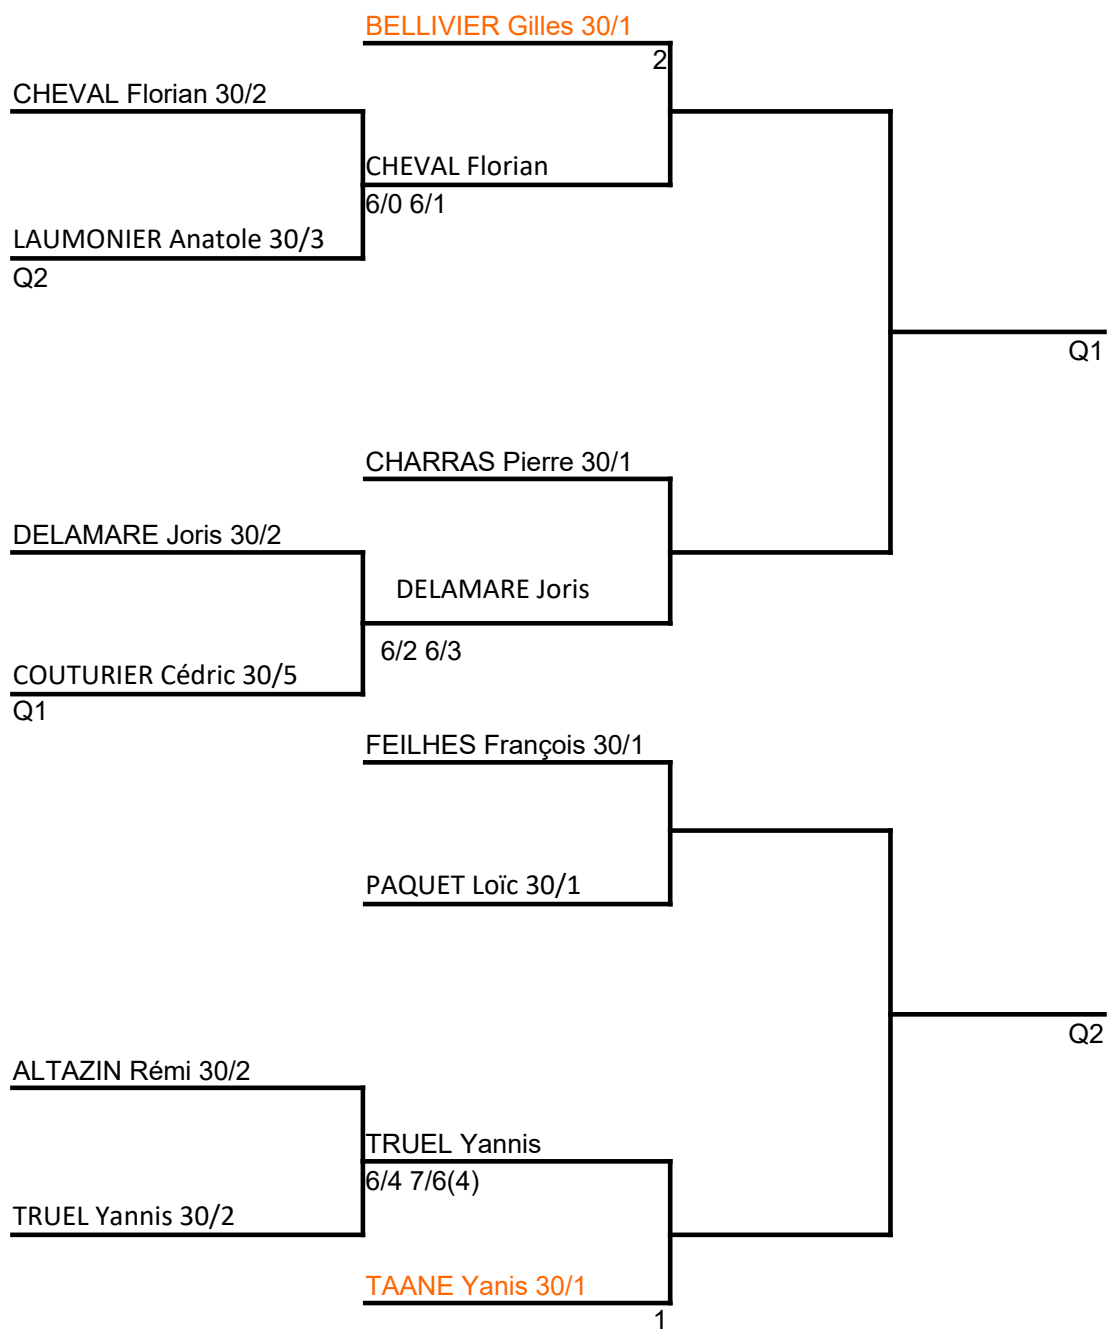 BELLIVIER Gilles 30/1
2
CHEVAL Florian 30/2
CHEVAL Florian
6/0 6/1
LAUMONIER Anatole 30/3
Q2
Q1
CHARRAS Pierre 30/1
DELAMARE Joris 30/2
DELAMARE Joris
6/2 6/3
COUTURIER Cédric 30/5
Q1
FEILHES François 30/1
PAQUET Loïc 30/1
Q2
ALTAZIN Rémi 30/2
TRUEL Yannis
6/4 7/6(4)
TRUEL Yannis 30/2
TAANE Yanis 30/1
1